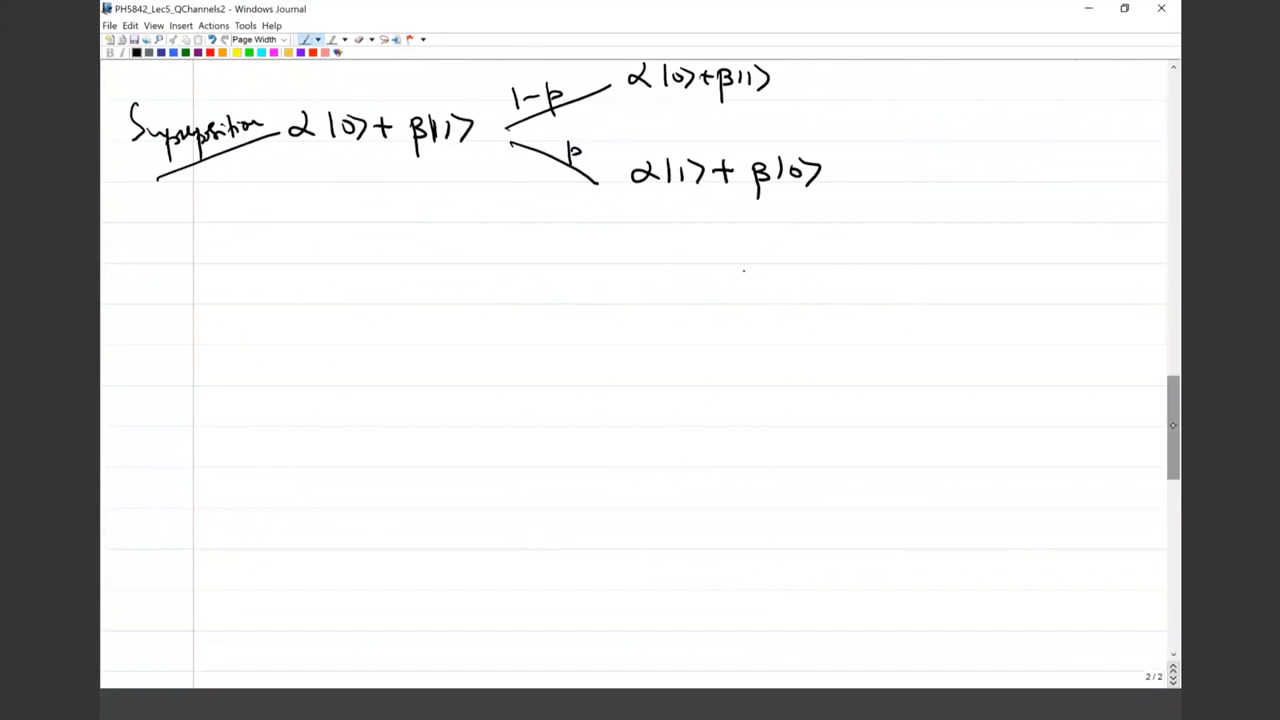 PH5842_Lec5_QChannels2 - Windows Journal
File Edit View Insert Actions Tools Help
Page Width
B I
α|0>+β|1>
1-p
Superposition α|0>+ β|1>
p
α|1>+ β|0>
2 / 2